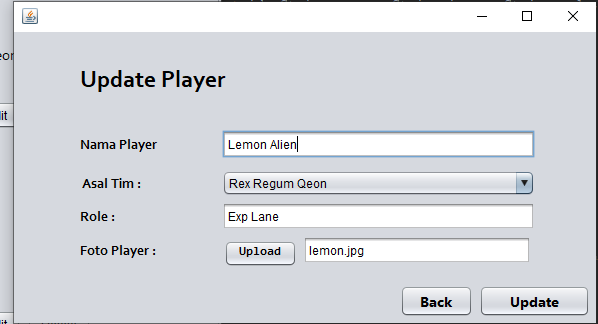 Update Player
eor
Nama Player Lemon Alien
Asal Tim : Rex Regum Qeon
Role : Exp Lane
Foto Player : Upload lemon.jpg
Back Update